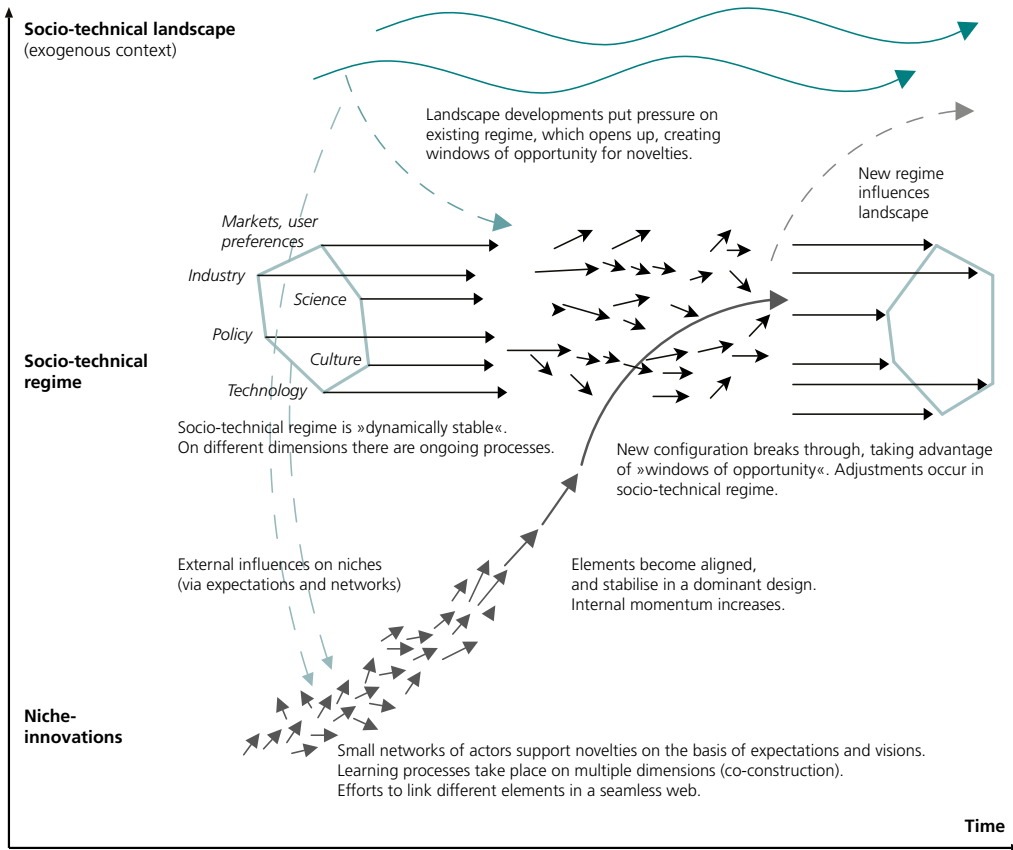 Socio-technical landscape
(exogenous context)
Landscape developments put pressure on
existing regime, which opens up, creating
windows of opportunity for novelties.
New regime
influences
landscape
Markets, user
preferences
Industry
Science
Policy
Culture
Technology
Socio-technical
regime
Socio-technical regime is »dynamically stable«.
On different dimensions there are ongoing processes.
New configuration breaks through, taking advantage
of »windows of opportunity«. Adjustments occur in
socio-technical regime.
External influences on niches
(via expectations and networks)
Elements become aligned,
and stabilise in a dominant design.
Internal momentum increases.
Niche-
innovations
Small networks of actors support novelties on the basis of expectations and visions.
Learning processes take place on multiple dimensions (co-construction).
Efforts to link different elements in a seamless web.
Time